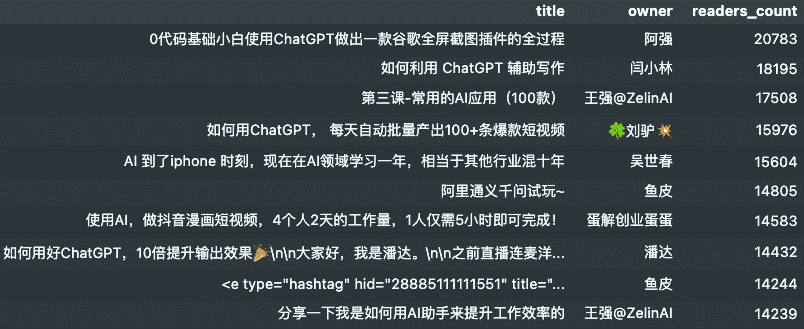 title owner readers_count
0代码基础小白使用ChatGPT做出一款谷歌全屏截图插件的全过程 阿强 20783
如何利用 ChatGPT 辅助写作 闫小林 18195
第三课-常用的AI应用（100款） 王强@ZelinAI 17508
如何用ChatGPT， 每天自动批量产出100+条爆款短视频 🍀刘驴💥 15976
AI 到了iphone 时刻，现在在AI领域学习一年，相当于其他行业混十年 吴世春 15604
阿里通义千问试玩~ 鱼皮 14805
使用AI，做抖音漫画短视频，4个人2天的工作量，1人仅需5小时即可完成！ 蛋解创业蛋蛋 14583
如何用好ChatGPT，10倍提升输出效果🎉\n\n大家好，我是潘达。\n\n之前直播连麦洋... 潘达 14432
<e type="hashtag" hid="28885111111551" title="... 鱼皮 14244
分享一下我是如何用AI助手来提升工作效率的 王强@ZelinAI 14239